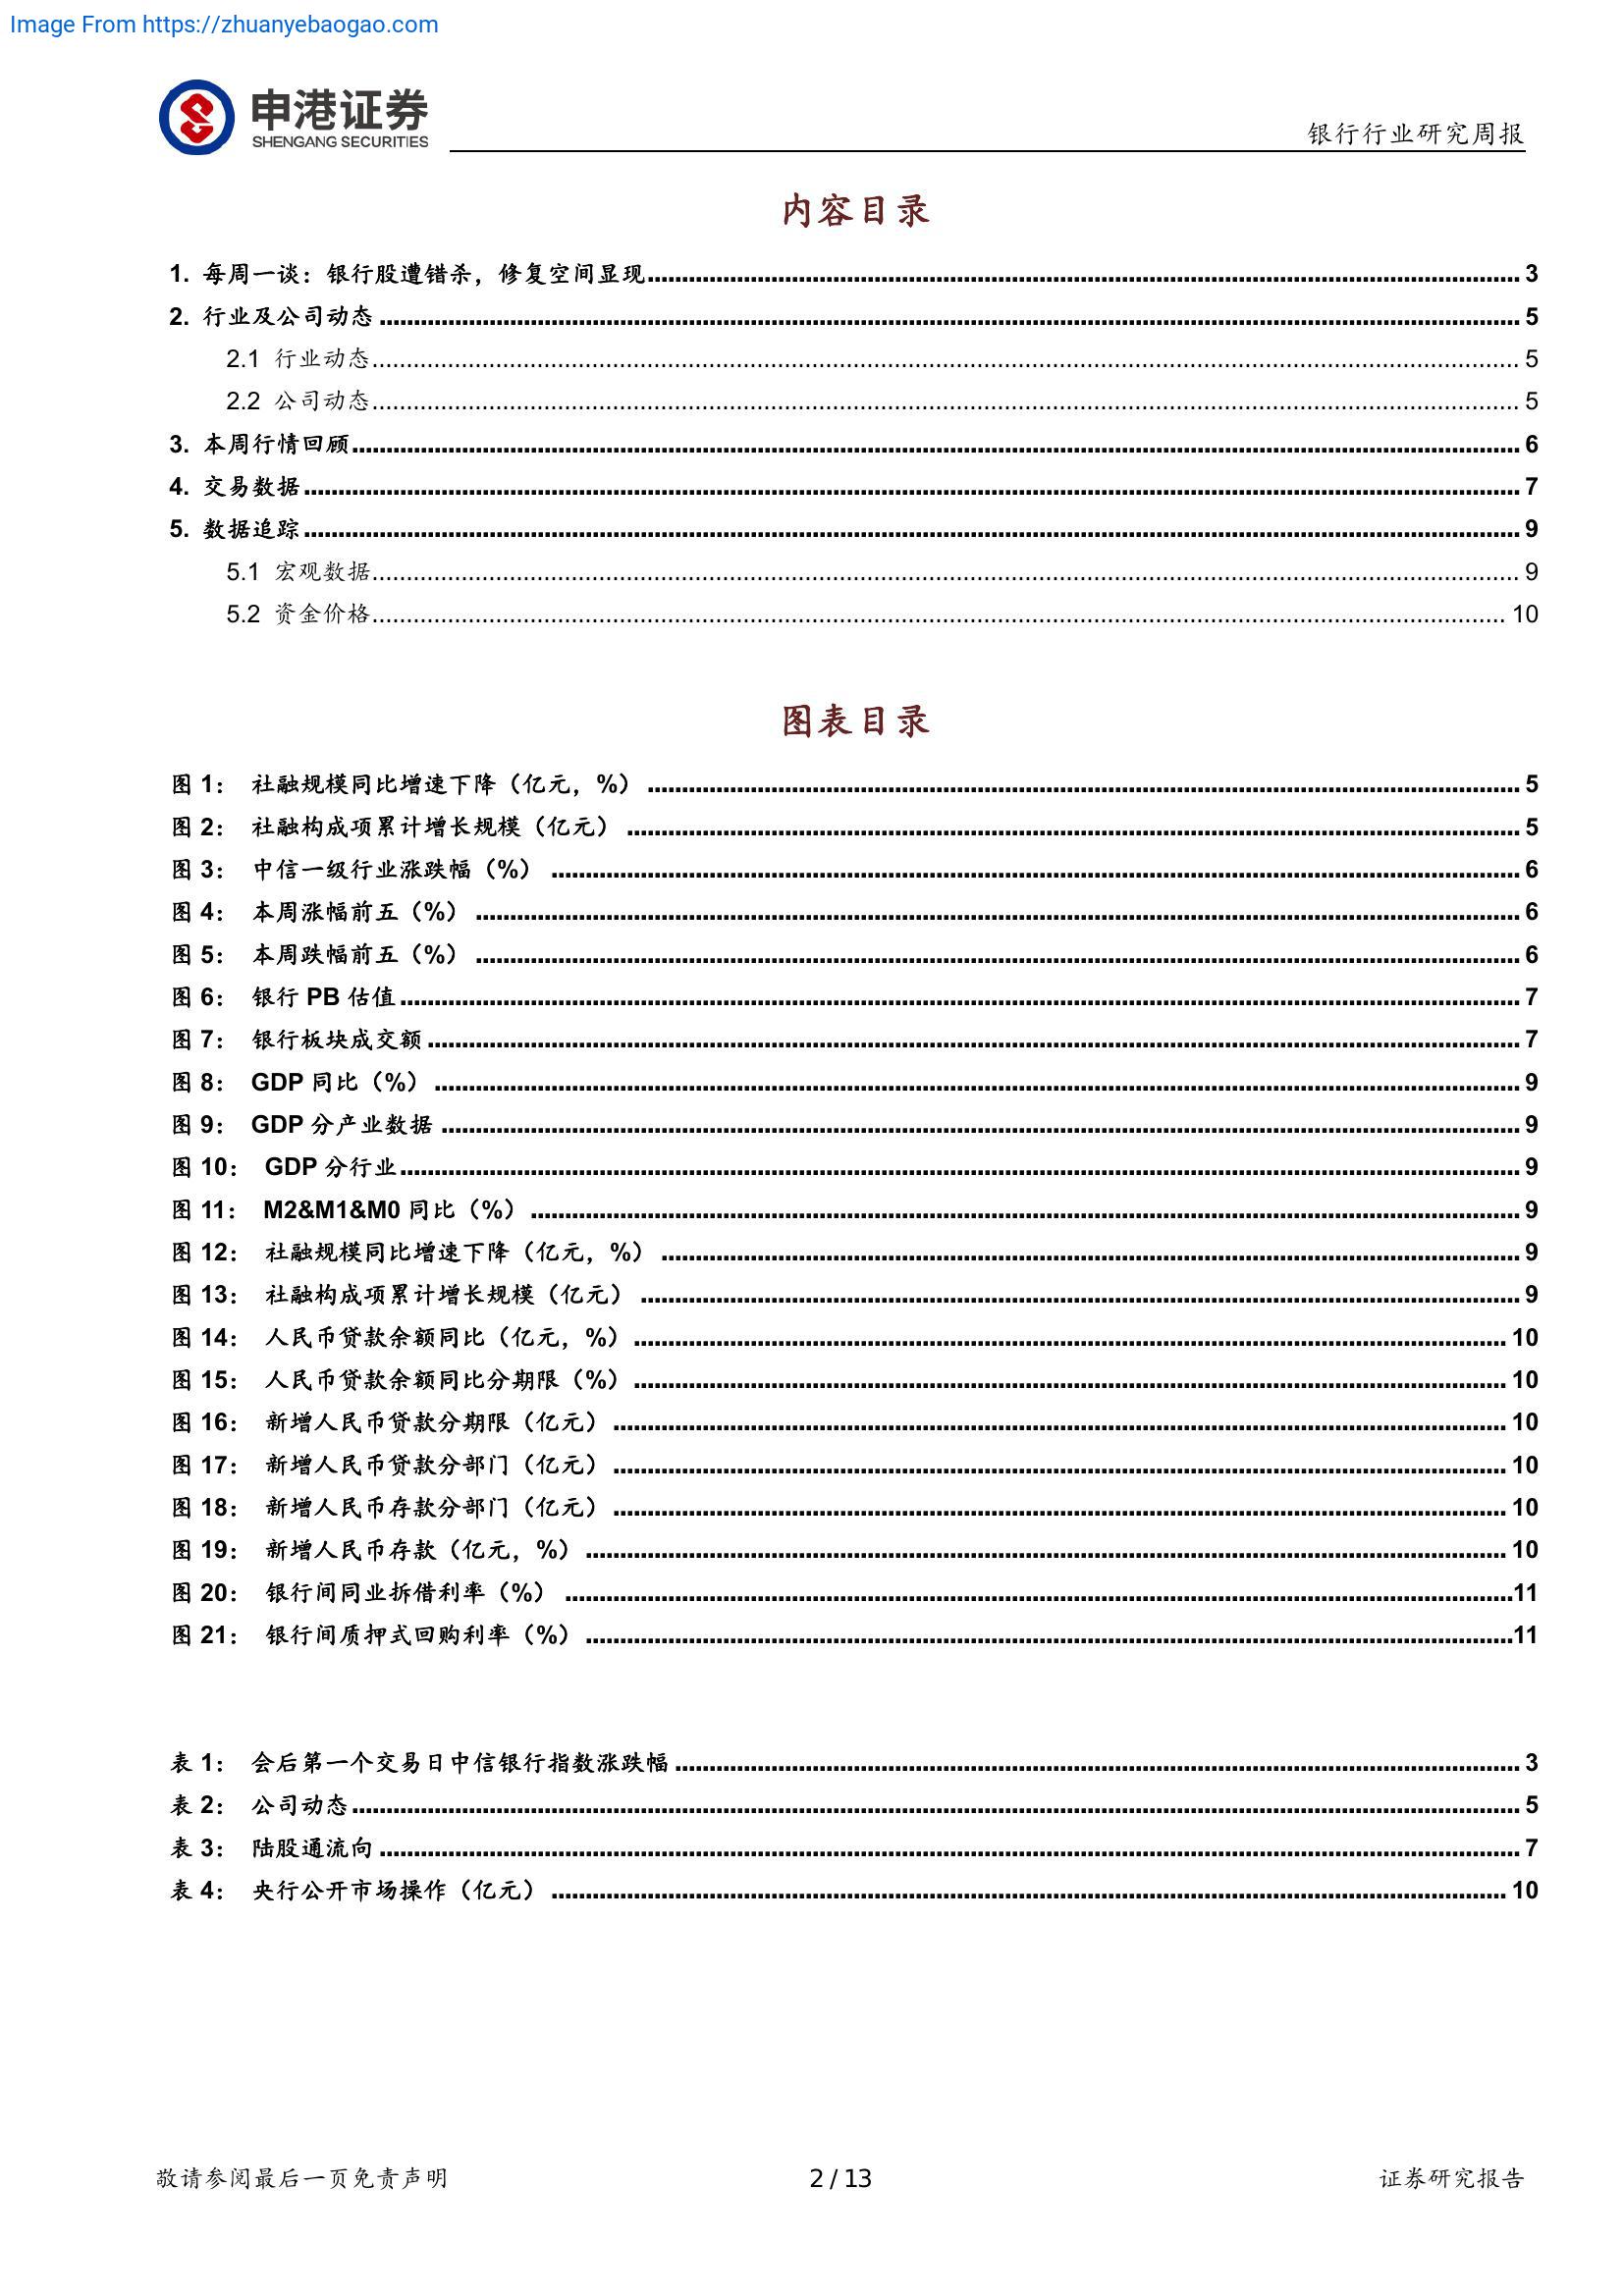 Image From https://zhuanyebaogao.com
申港证券
SHENGANG SECURITIES
银行行业研究周报
内容目录
1. 每周一谈：银行股遭错杀，修复空间显现 3
2. 行业及公司动态 5
2.1 行业动态 5
2.2 公司动态 5
3. 本周行情回顾 6
4. 交易数据 7
5. 数据追踪 9
5.1 宏观数据 9
5.2 资金价格 10
图表目录
图 1： 社融规模同比增速下降（亿元，%） 5
图 2： 社融构成项累计增长规模（亿元） 5
图 3： 中信一级行业涨跌幅（%） 6
图 4： 本周涨幅前五（%） 6
图 5： 本周跌幅前五（%） 6
图 6： 银行 PB 估值 7
图 7： 银行板块成交额 7
图 8： GDP 同比（%） 9
图 9： GDP 分产业数据 9
图 10： GDP 分行业 9
图 11： M2&M1&M0 同比（%） 9
图 12： 社融规模同比增速下降（亿元，%） 9
图 13： 社融构成项累计增长规模（亿元） 9
图 14： 人民币贷款余额同比（亿元，%） 10
图 15： 人民币贷款余额同比分期限（%） 10
图 16： 新增人民币贷款分期限（亿元） 10
图 17： 新增人民币贷款分部门（亿元） 10
图 18： 新增人民币存款分部门（亿元） 10
图 19： 新增人民币存款（亿元，%） 10
图 20： 银行间同业拆借利率（%） 11
图 21： 银行间质押式回购利率（%） 11
表 1： 会后第一个交易日中信银行指数涨跌幅 3
表 2： 公司动态 5
表 3： 陆股通流向 7
表 4： 央行公开市场操作（亿元） 10
敬请参阅最后一页免责声明
2 / 13
证券研究报告